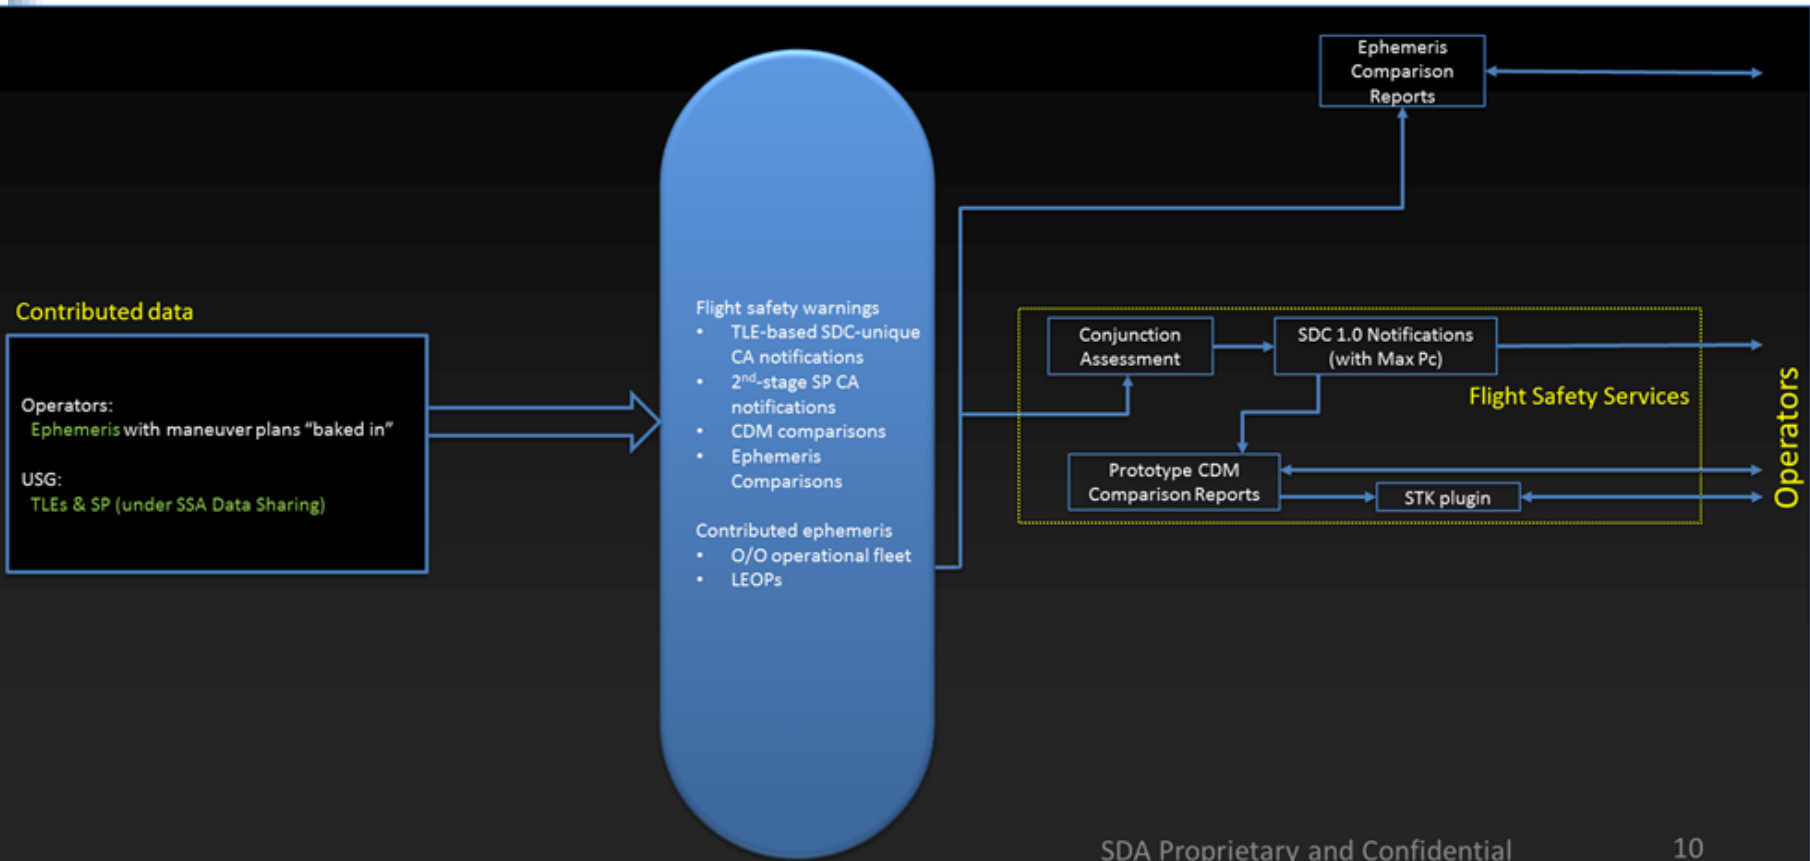 Ephemeris
Comparison
Reports
Contributed data
Operators:
Ephemeris with maneuver plans “baked in”
USG:
TLEs & SP (under SSA Data Sharing)
Flight safety warnings
• TLE-based SDC-unique
CA notifications
• 2nd-stage SP CA
notifications
• CDM comparisons
• Ephemeris
Comparisons
Contributed ephemeris
• O/O operational fleet
• LEOPs
Conjunction
Assessment
SDC 1.0 Notifications
(with Max Pc)
Flight Safety Services
Prototype CDM
Comparison Reports
STK plugin
Operators
SDA Proprietary and Confidential
10